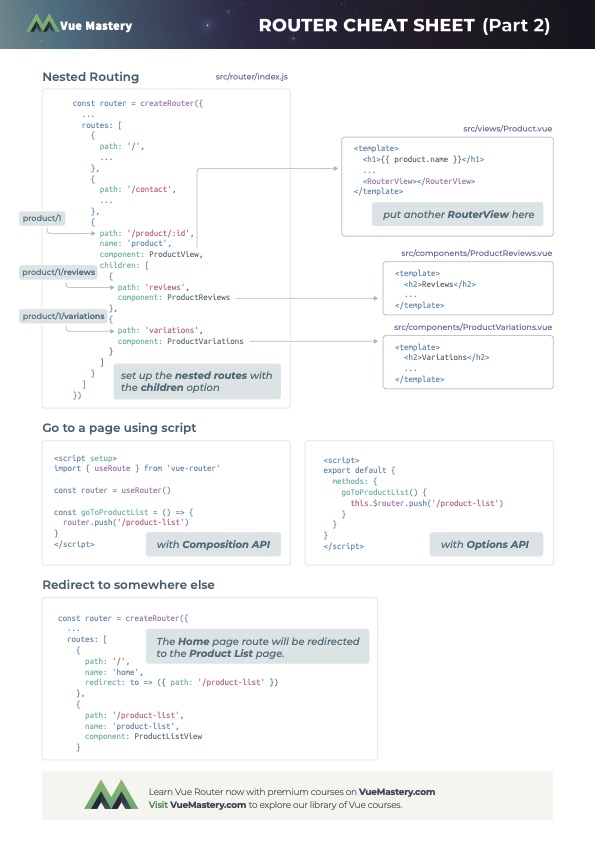 Vue Mastery
ROUTER CHEAT SHEET (Part 2)
Nested Routing
src/router/index.js
const router = createRouter({
...
routes: [
{
path: '/',
...
},
{
path: '/contact',
...
},
{
product/1
path: '/product/:id',
name: 'product',
component: ProductView,
children: [
product/1/reviews
{
path: 'reviews',
component: ProductReviews
},
product/1/variations
{
path: 'variations',
component: ProductVariations
}
]
}
]
})
set up the nested routes with
the children option
src/views/Product.vue
<template>
<h1>{{ product.name }}</h1>
...
<RouterView></RouterView>
</template>
put another RouterView here
src/components/ProductReviews.vue
<template>
<h2>Reviews</h2>
...
</template>
src/components/ProductVariations.vue
<template>
<h2>Variations</h2>
...
</template>
Go to a page using script
<script setup>
import { useRoute } from 'vue-router'
const router = useRouter()
const goToProductList = () => {
router.push('/product-list')
}
</script>
with Composition API
<script>
export default {
methods: {
goToProductList() {
this.$router.push('/product-list')
}
}
}
</script>
with Options API
Redirect to somewhere else
const router = createRouter({
...
routes: [
{
path: '/',
name: 'home',
redirect: to => ({ path: '/product-list' })
},
{
path: '/product-list',
name: 'product-list',
component: ProductListView
}
The Home page route will be redirected
to the Product List page.
Learn Vue Router now with premium courses on VueMastery.com
Visit VueMastery.com to explore our library of Vue courses.